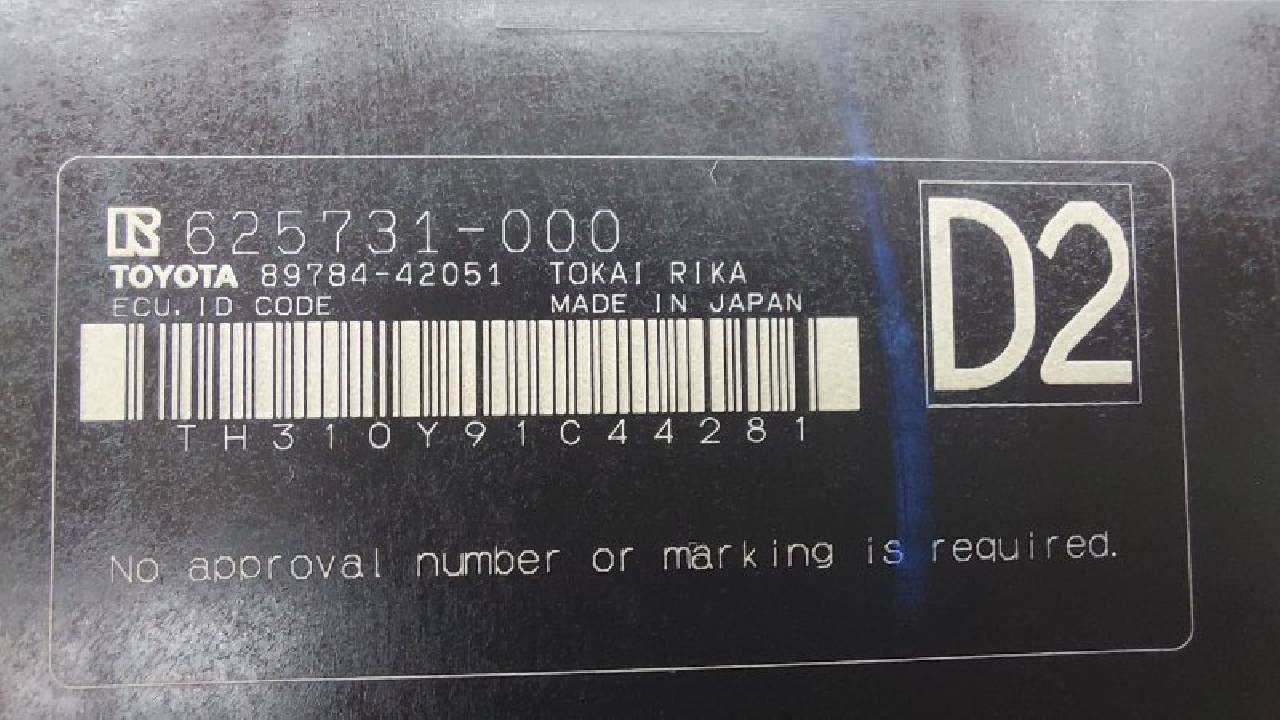 R 625731-000
TOYOTA 89784-42051 TOKAI RIKA
ECU. ID CODE MADE IN JAPAN
D2
TH310Y91C44281
No approval number or marking is required.